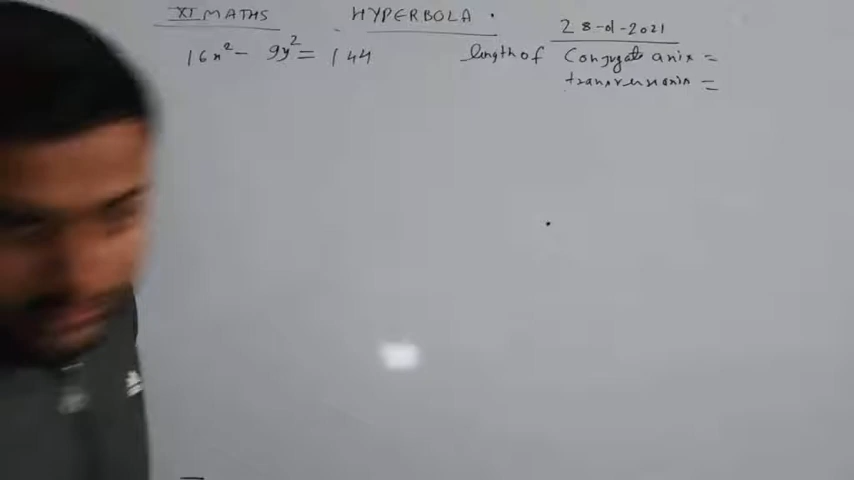 XI MATHS HYPERBOLA . 28-01-2021
16x² - 9y² = 144 length of Conjugate axis =
transverse axis =